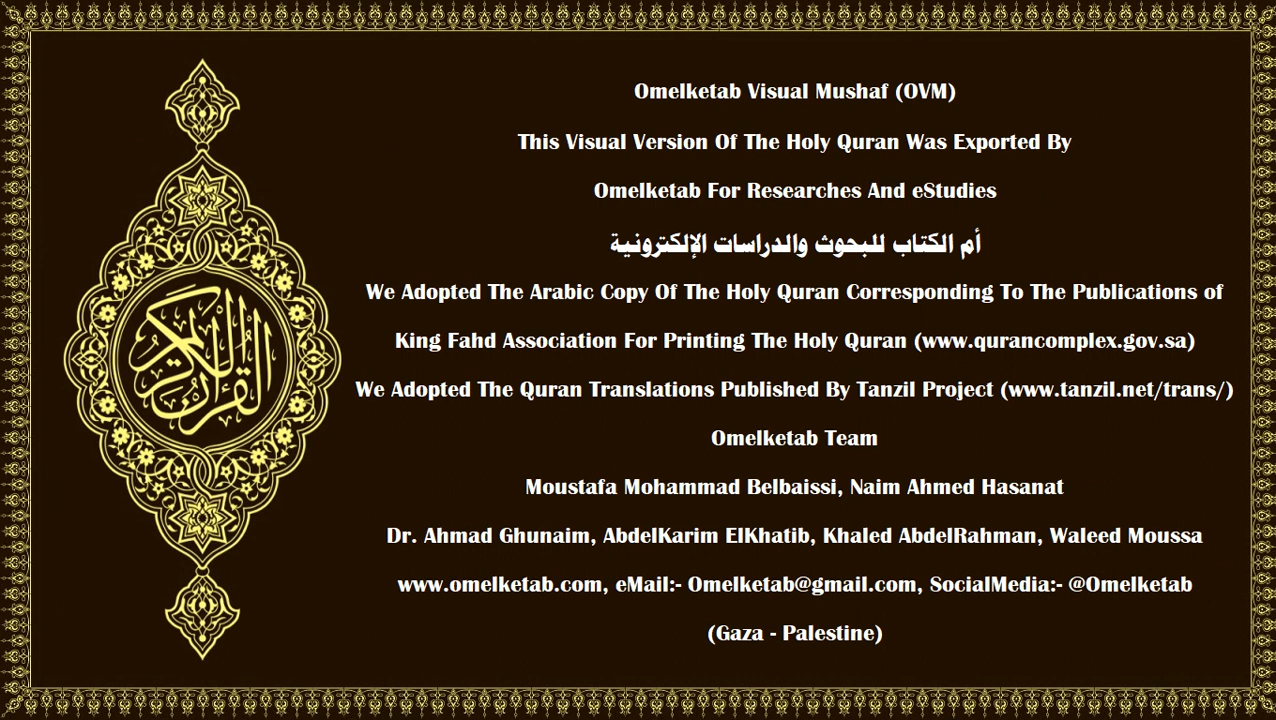 القرآن الكريم
Omelketab Visual Mushaf (OVM)
This Visual Version Of The Holy Quran Was Exported By
Omelketab For Researches And eStudies
أم الكتاب للبحوث والدراسات الإلكترونية
We Adopted The Arabic Copy Of The Holy Quran Corresponding To The Publications of
King Fahd Association For Printing The Holy Quran (www.qurancomplex.gov.sa)
We Adopted The Quran Translations Published By Tanzil Project (www.tanzil.net/trans/)
Omelketab Team
Moustafa Mohammad Belbaissi, Naim Ahmed Hasanat
Dr. Ahmad Ghunaim, AbdelKarim ElKhatib, Khaled AbdelRahman, Waleed Moussa
www.omelketab.com, eMail:- Omelketab@gmail.com, SocialMedia:- @Omelketab
(Gaza - Palestine)